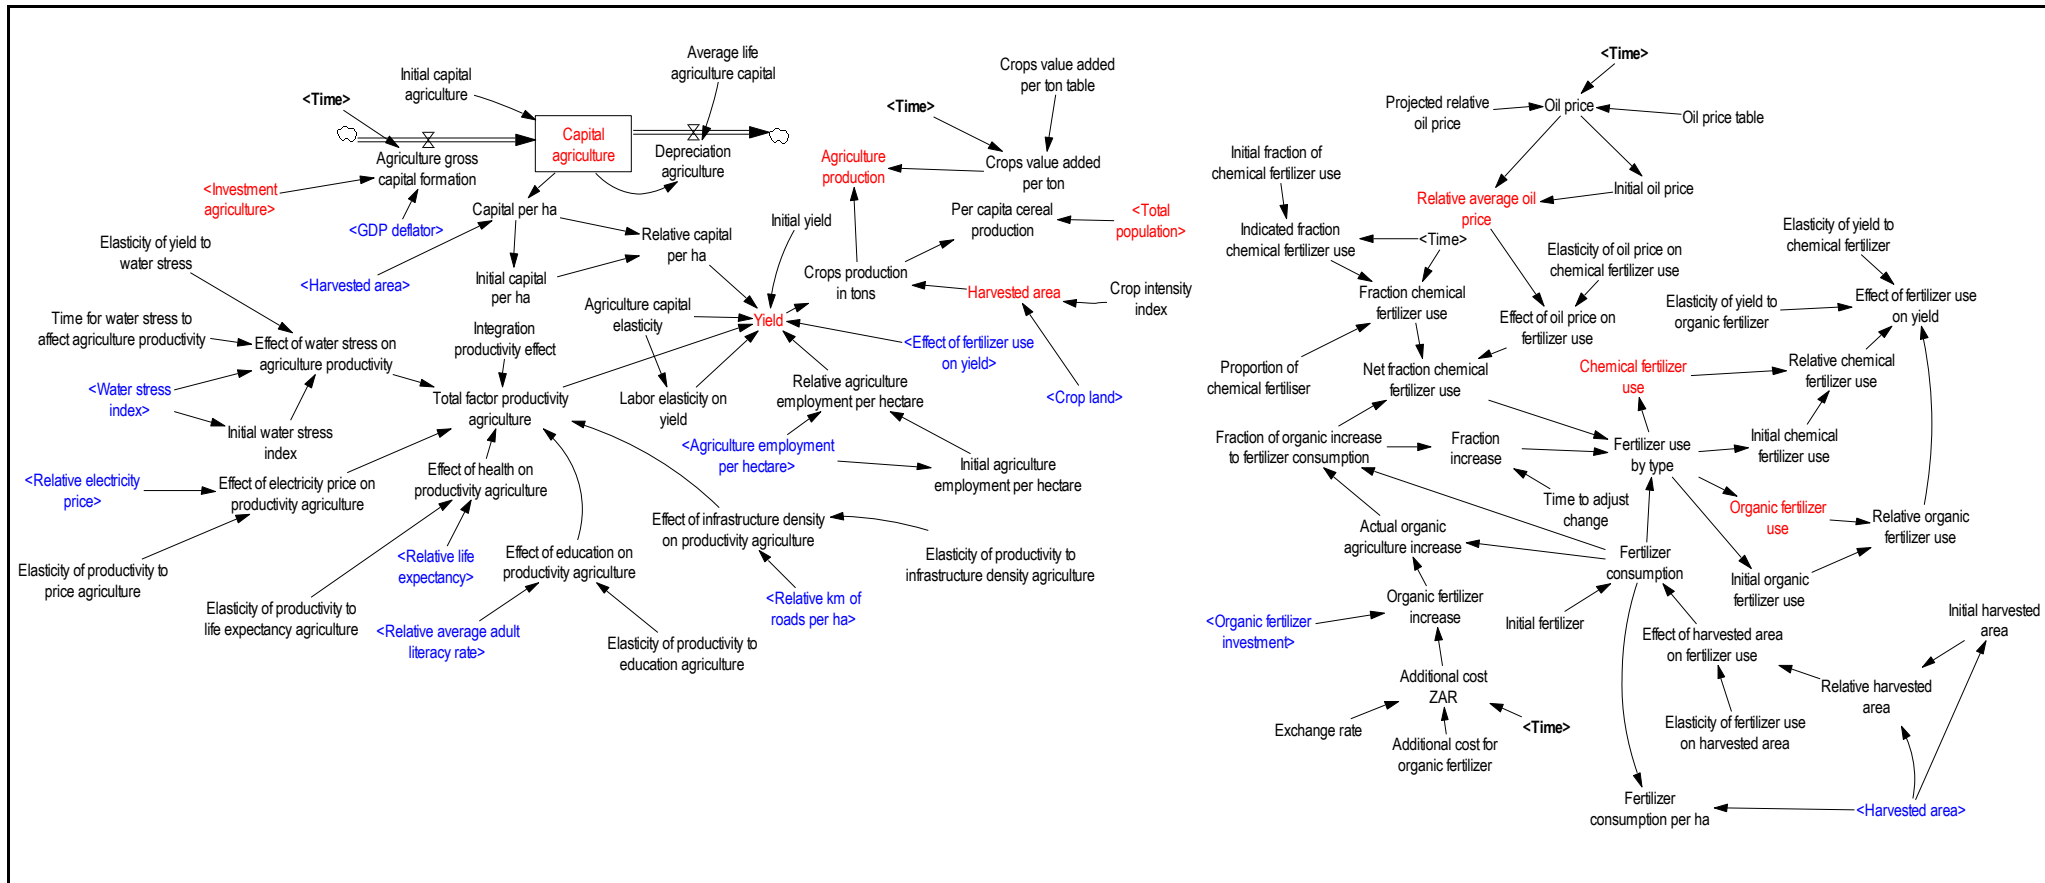 Average life
agriculture capital
Initial capital
agriculture
<Time>
Capital
agriculture
Depreciation
agriculture
Agriculture gross
capital formation
<Investment
agriculture>
<GDP deflator>
Capital per ha
<Harvested area>
Initial capital
per ha
Relative capital
per ha
Elasticity of yield to
water stress
Time for water stress to
affect agriculture productivity
Effect of water stress on
agriculture productivity
<Water stress
index>
Initial water stress
index
Integration
productivity effect
Total factor productivity
agriculture
<Relative electricity
price>
Effect of electricity price on
productivity agriculture
Elasticity of productivity to
price agriculture
Effect of health on
productivity agriculture
Elasticity of productivity to
life expectancy agriculture
<Relative life
expectancy>
Effect of education on
productivity agriculture
<Relative average adult
literacy rate>
Elasticity of productivity to
education agriculture
Effect of infrastructure density
on productivity agriculture
<Relative km of
roads per ha>
Elasticity of productivity to
infrastructure density agriculture
<Time>
Crops value added
per ton table
Agriculture
production
Crops value added
per ton
Initial yield
Per capita cereal
production
<Total
population>
Crops production
in tons
Harvested area
Crop intensity
index
Agriculture capital
elasticity
Yield
<Effect of fertilizer use
on yield>
<Crop land>
Labor elasticity on
yield
Relative agriculture
employment per hectare
<Agriculture employment
per hectare>
Initial agriculture
employment per hectare
<Time>
Projected relative
oil price
Oil price
Oil price table
Initial fraction of
chemical fertilizer use
Relative average oil
price
Initial oil price
Indicated fraction
chemical fertilizer use
<Time>
Elasticity of oil price on
chemical fertilizer use
Elasticity of yield to
chemical fertilizer
Fraction chemical
fertilizer use
Effect of oil price on
fertilizer use
Elasticity of yield to
organic fertilizer
Effect of fertilizer use
on yield
Proportion of
chemical fertiliser
Net fraction chemical
fertilizer use
Chemical fertilizer
use
Relative chemical
fertilizer use
Fraction of organic increase
to fertilizer consumption
Fraction
increase
Fertilizer use
by type
Initial chemical
fertilizer use
Time to adjust
change
Organic fertilizer
use
Relative organic
fertilizer use
Actual organic
agriculture increase
Fertilizer
consumption
Initial organic
fertilizer use
Organic fertilizer
increase
<Organic fertilizer
investment>
Initial fertilizer
Effect of harvested area
on fertilizer use
Initial harvested
area
Additional cost
ZAR
Relative harvested
area
Exchange rate
Additional cost for
organic fertilizer
<Time>
Elasticity of fertilizer use
on harvested area
Fertilizer
consumption per ha
<Harvested area>